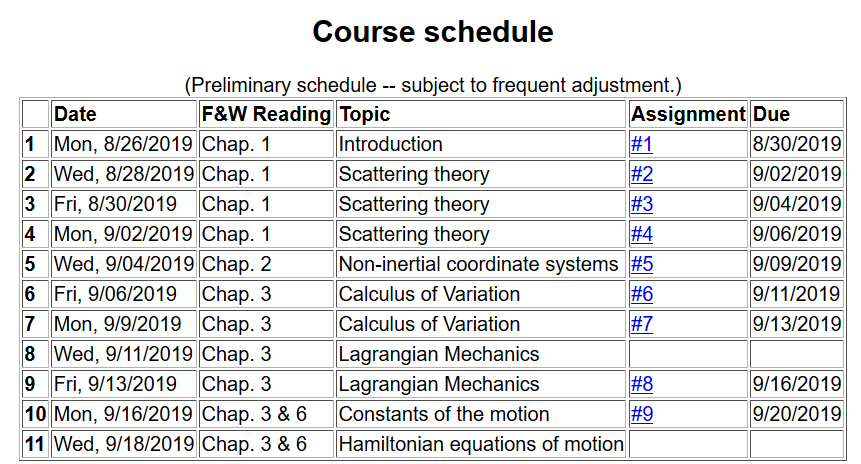 Course schedule
(Preliminary schedule -- subject to frequent adjustment.)
Date F&W Reading Topic Assignment Due
1 Mon, 8/26/2019 Chap. 1 Introduction #1 8/30/2019
2 Wed, 8/28/2019 Chap. 1 Scattering theory #2 9/02/2019
3 Fri, 8/30/2019 Chap. 1 Scattering theory #3 9/04/2019
4 Mon, 9/02/2019 Chap. 1 Scattering theory #4 9/06/2019
5 Wed, 9/04/2019 Chap. 2 Non-inertial coordinate systems #5 9/09/2019
6 Fri, 9/06/2019 Chap. 3 Calculus of Variation #6 9/11/2019
7 Mon, 9/9/2019 Chap. 3 Calculus of Variation #7 9/13/2019
8 Wed, 9/11/2019 Chap. 3 Lagrangian Mechanics
9 Fri, 9/13/2019 Chap. 3 Lagrangian Mechanics #8 9/16/2019
10 Mon, 9/16/2019 Chap. 3 & 6 Constants of the motion #9 9/20/2019
11 Wed, 9/18/2019 Chap. 3 & 6 Hamiltonian equations of motion